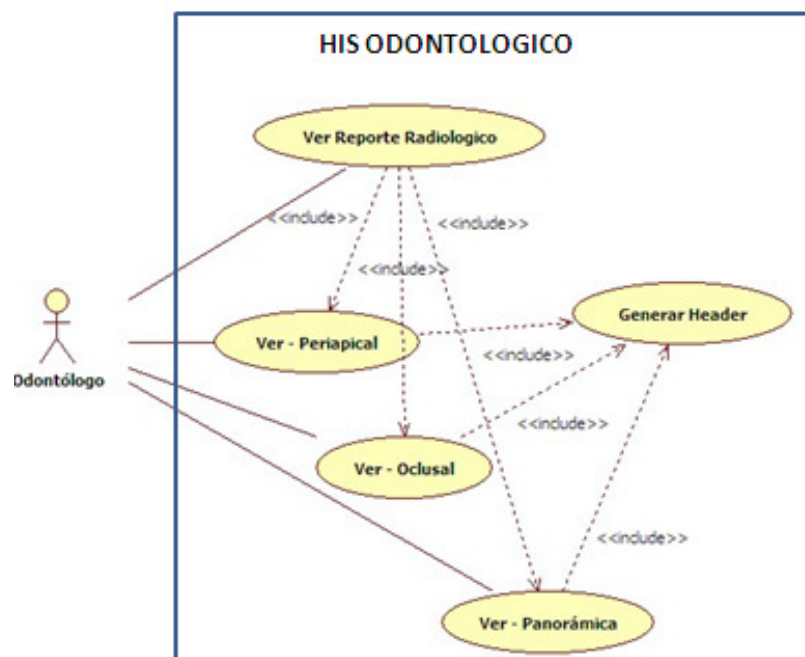 HIS ODONTOLOGICO
Ver Reporte Radiologico
<<include>>
<<include>>
<<include>>
Generar Header
Ver - Periapical
<<include>>
Odontólogo
<<include>>
Ver - Oclusal
<<include>>
Ver - Panorámica